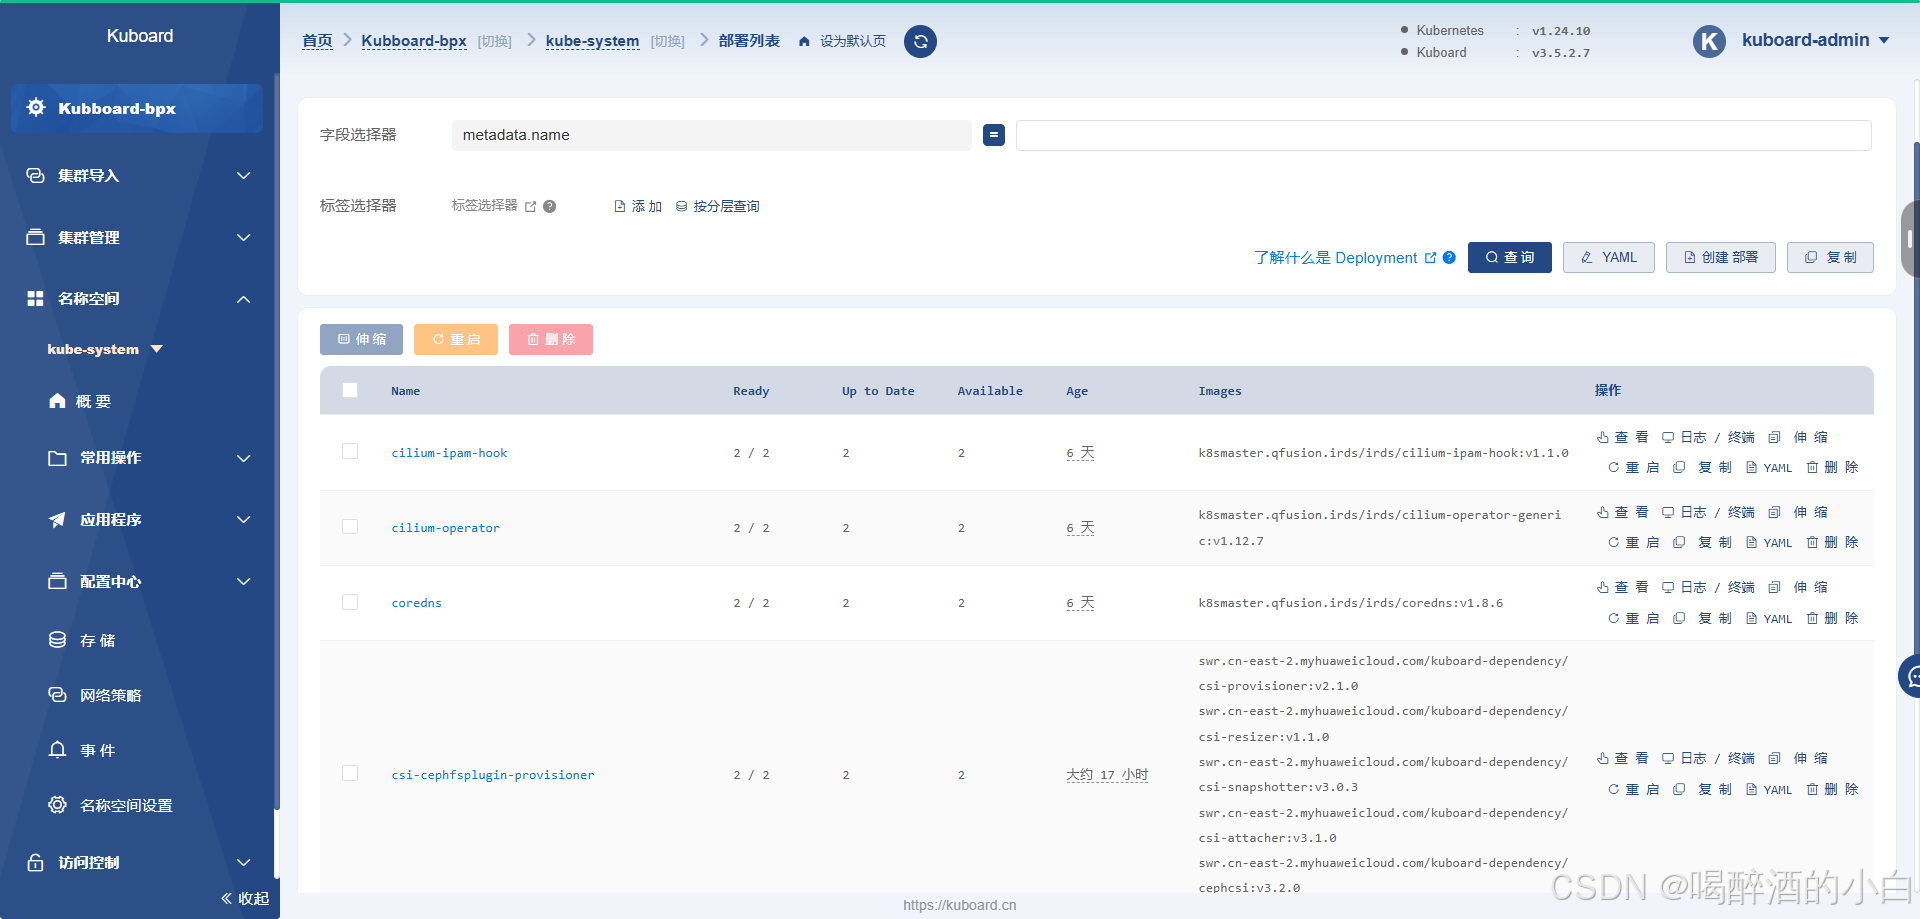 Kuboard
首页 Kubboard-bpx [切换] kube-system [切换] 部署列表 设为默认页
Kubernetes : v1.24.10
Kuboard : v3.5.2.7
K kuboard-admin
Kubboard-bpx
集群导入
集群管理
名称空间
kube-system
概 要
常用操作
应用程序
配置中心
存 储
网络策略
事 件
名称空间设置
访问控制
收起
字段选择器 metadata.name =
标签选择器 标签选择器 添 加 按分层查询
了解什么是 Deployment 查 询 YAML 创建 部署 复 制
伸 缩 重 启 删 除
Name Ready Up to Date Available Age Images 操作
cilium-ipam-hook 2 / 2 2 2 6 天 k8smaster.qfusion.irds/irds/cilium-ipam-hook:v1.1.0
查 看 日志 / 终端 伸 缩
重 启 复 制 YAML 删 除
cilium-operator 2 / 2 2 2 6 天 k8smaster.qfusion.irds/irds/cilium-operator-generi
c:v1.12.7
查 看 日志 / 终端 伸 缩
重 启 复 制 YAML 删 除
coredns 2 / 2 2 2 6 天 k8smaster.qfusion.irds/irds/coredns:v1.8.6
查 看 日志 / 终端 伸 缩
重 启 复 制 YAML 删 除
csi-cephfsplugin-provisioner 2 / 2 2 2 大约 17 小时
swr.cn-east-2.myhuaweicloud.com/kuboard-dependency/
csi-provisioner:v2.1.0
swr.cn-east-2.myhuaweicloud.com/kuboard-dependency/
csi-resizer:v1.1.0
swr.cn-east-2.myhuaweicloud.com/kuboard-dependency/
csi-snapshotter:v3.0.3
swr.cn-east-2.myhuaweicloud.com/kuboard-dependency/
csi-attacher:v3.1.0
swr.cn-east-2.myhuaweicloud.com/kuboard-dependency/
cephcsi:v3.2.0
查 看 日志 / 终端 伸 缩
重 启 复 制 YAML 删 除
https://kuboard.cn
CSDN @喝醉酒的小白